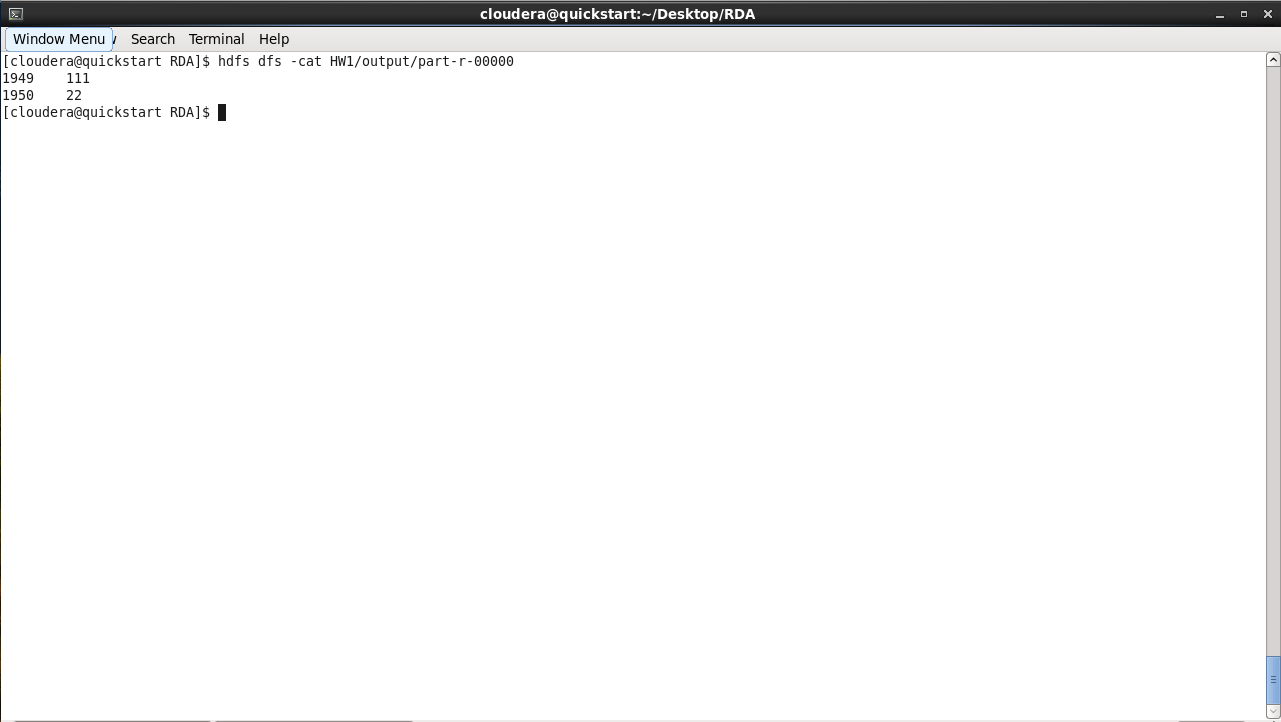 cloudera@quickstart:~/Desktop/RDA
Window Menu Search Terminal Help
[cloudera@quickstart RDA]$ hdfs dfs -cat HW1/output/part-r-00000
1949 111
1950 22
[cloudera@quickstart RDA]$